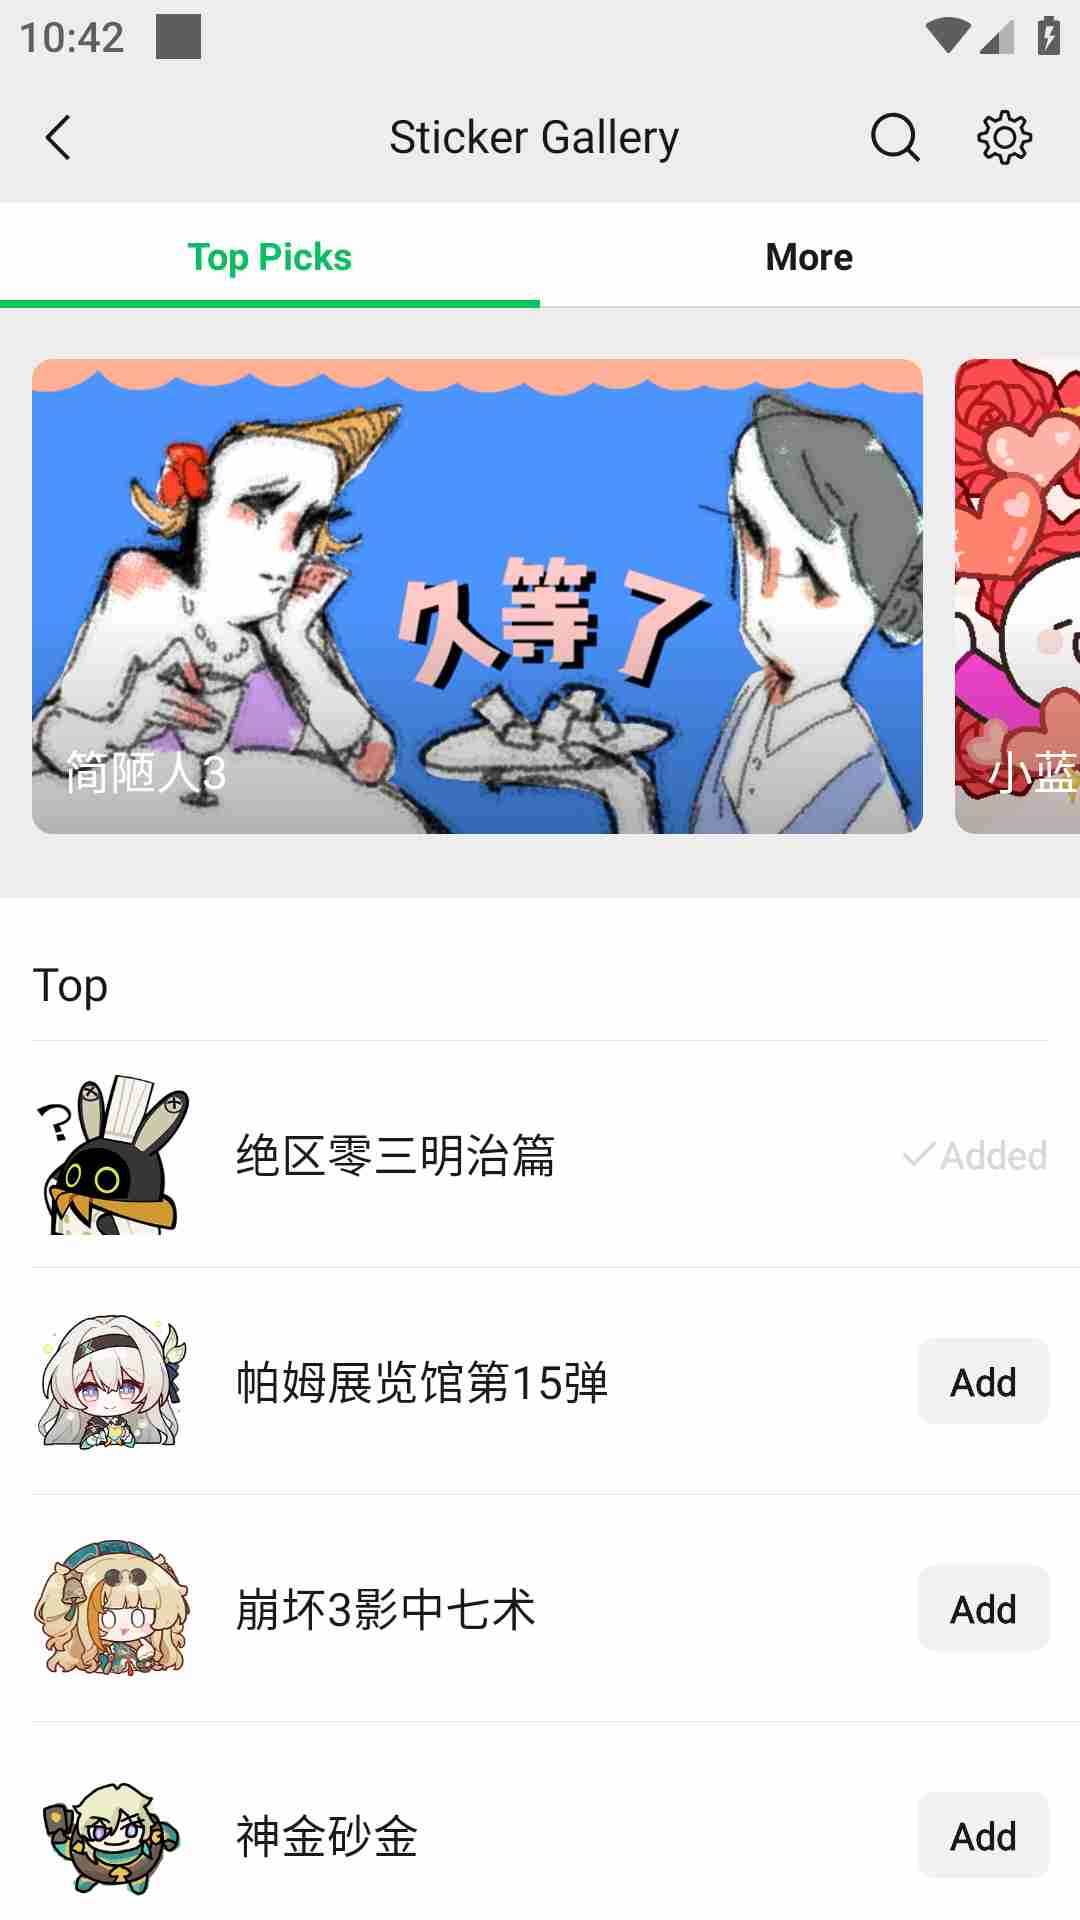 10:42
Sticker Gallery
Top Picks
More
久等了
简陋人3
小蓝
Top
?
绝区零三明治篇
Added
帕姆展览馆第15弹
Add
崩坏3影中七术
Add
神金砂金
Add